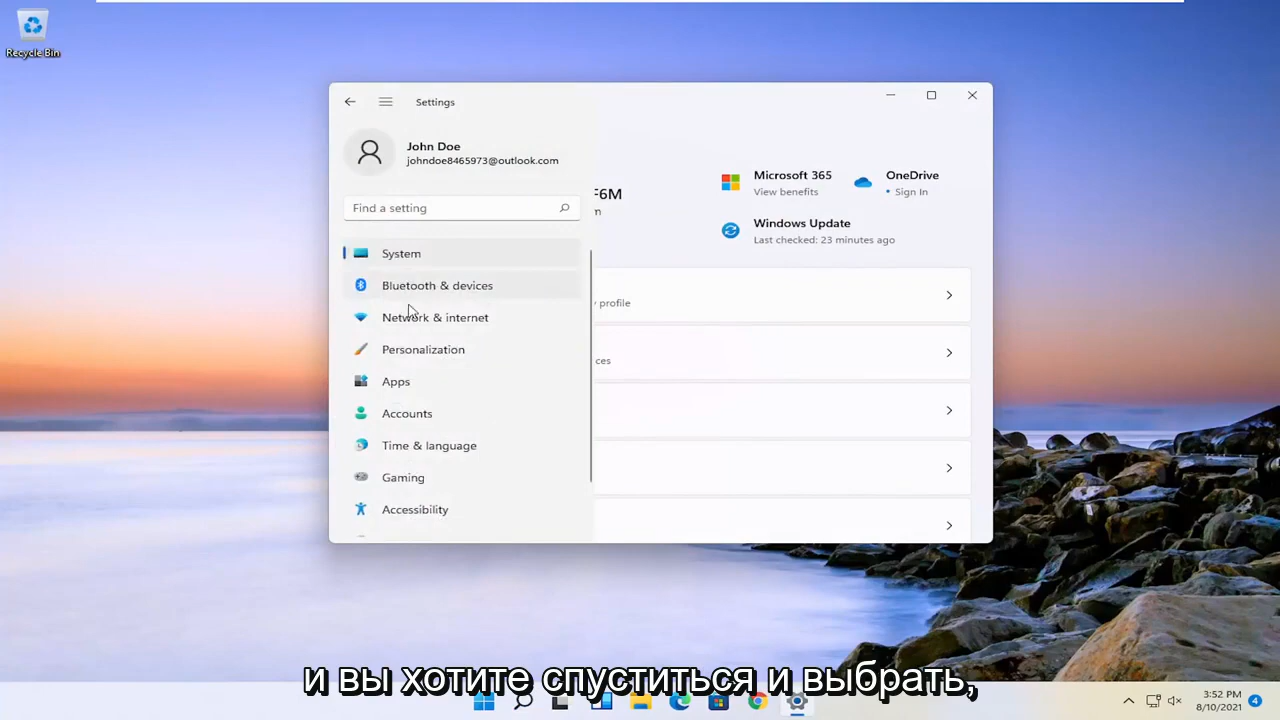 Recycle Bin
Settings
John Doe
johndoe8465973@outlook.com
Find a setting
System
Bluetooth & devices
Network & internet
Personalization
Apps
Accounts
Time & language
Gaming
Accessibility
F6M
Microsoft 365
View benefits
OneDrive
• Sign In
Windows Update
Last checked: 23 minutes ago
profile
ces
и вы хотите спуститься и выбрать,
3:52 PM
8/10/2021
4